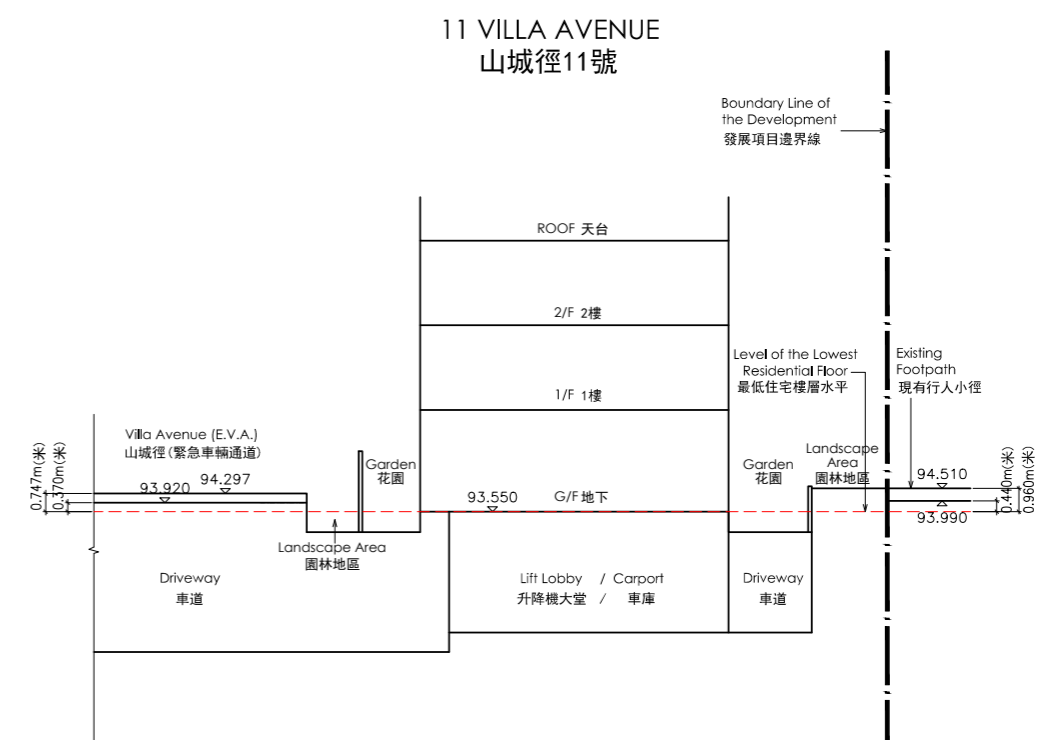 11 VILLA AVENUE
山城徑11號
Boundary Line of
the Development
發展項目邊界線
ROOF 天台
2/F 2樓
Level of the Lowest
Residential Floor
最低住宅樓層水平
Existing
Footpath
現有行人小徑
1/F 1樓
Villa Avenue (E.V.A.)
山城徑(緊急車輛通道)
0.747m(米)
0.370m(米)
93.920
94.297
Garden
花園
93.550
G/F 地下
Garden
花園
Landscape
Area
園林地區
94.510
93.990
0.440m(米)
0.960m(米)
Landscape Area
園林地區
Driveway
車道
Lift Lobby / Carport
升降機大堂 / 車庫
Driveway
車道